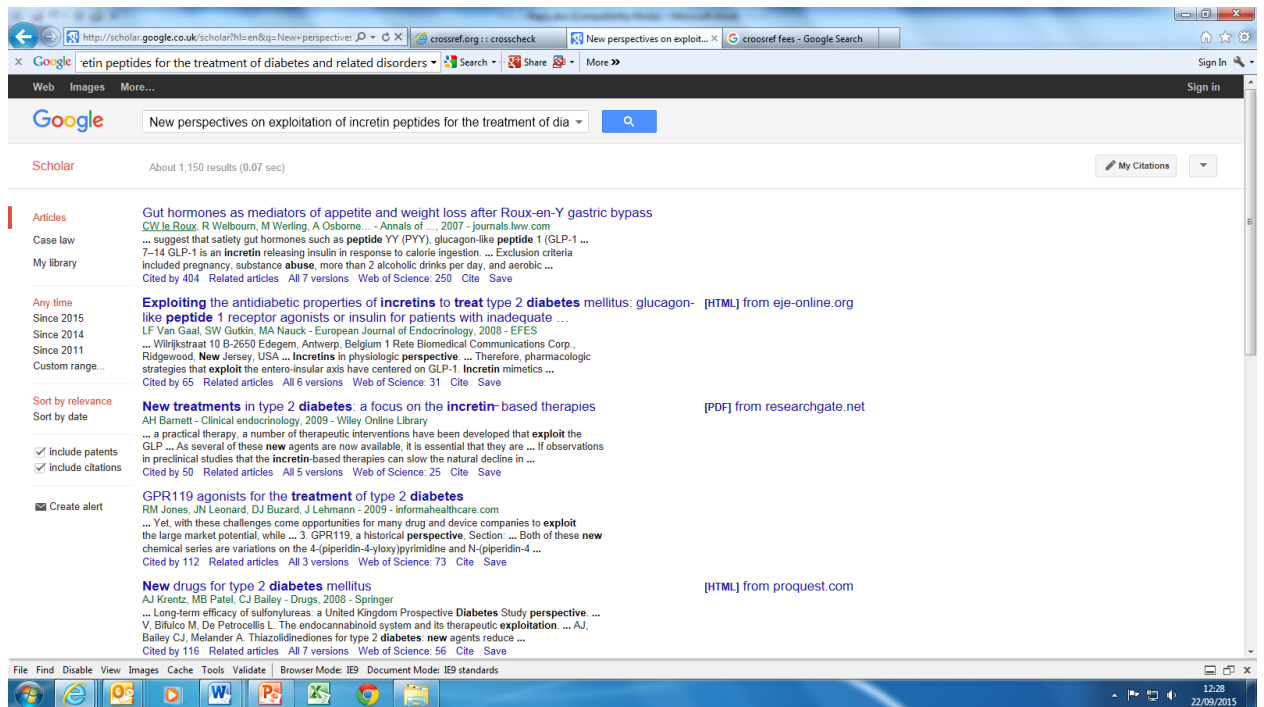 http://scholar.google.co.uk/scholar?hl=en&q=New+perspective:
crossref.org :: crosscheck
New perspectives on exploit...
croosref fees - Google Search
Google etin peptides for the treatment of diabetes and related disorders Search Share More »
Sign In
Web Images More...
Sign in
Google New perspectives on exploitation of incretin peptides for the treatment of dia
Scholar About 1,150 results (0.07 sec)
My Citations
Articles
Case law
My library
Any time
Since 2015
Since 2014
Since 2011
Custom range...
Sort by relevance
Sort by date
include patents
include citations
Create alert
Gut hormones as mediators of appetite and weight loss after Roux-en-Y gastric bypass
CW le Roux, R Welbourn, M Werling, A Osborne... - Annals of ..., 2007 - journals.lww.com
... suggest that satiety gut hormones such as peptide YY (PYY), glucagon-like peptide 1 (GLP-1 ...
7–14 GLP-1 is an incretin releasing insulin in response to calorie ingestion. ... Exclusion criteria
included pregnancy, substance abuse, more than 2 alcoholic drinks per day, and aerobic ...
Cited by 404 Related articles All 7 versions Web of Science: 250 Cite Save
Exploiting the antidiabetic properties of incretins to treat type 2 diabetes mellitus: glucagon-
like peptide 1 receptor agonists or insulin for patients with inadequate ...
[HTML] from eje-online.org
LF Van Gaal, SW Gutkin, MA Nauck - European Journal of Endocrinology, 2008 - EFES
... Wilrijkstraat 10 B-2650 Edegem, Antwerp, Belgium 1 Rete Biomedical Communications Corp.,
Ridgewood, New Jersey, USA ... Incretins in physiologic perspective. ... Therefore, pharmacologic
strategies that exploit the entero-insular axis have centered on GLP-1. Incretin mimetics ...
Cited by 65 Related articles All 6 versions Web of Science: 31 Cite Save
New treatments in type 2 diabetes: a focus on the incretin-based therapies
[PDF] from researchgate.net
AH Barnett - Clinical endocrinology, 2009 - Wiley Online Library
... a practical therapy, a number of therapeutic interventions have been developed that exploit the
GLP ... As several of these new agents are now available, it is essential that they are ... If observations
in preclinical studies that the incretin-based therapies can slow the natural decline in ...
Cited by 50 Related articles All 5 versions Web of Science: 25 Cite Save
GPR119 agonists for the treatment of type 2 diabetes
RM Jones, JN Leonard, DJ Buzard, J Lehmann - 2009 - informahealthcare.com
... Yet, with these challenges come opportunities for many drug and device companies to exploit
the large market potential, while ... 3. GPR119, a historical perspective, Section: ... Both of these new
chemical series are variations on the 4-(piperidin-4-yloxy)pyrimidine and N-(piperidin-4 ...
Cited by 112 Related articles All 3 versions Web of Science: 73 Cite Save
New drugs for type 2 diabetes mellitus
[HTML] from proquest.com
AJ Krentz, MB Patel, CJ Bailey - Drugs, 2008 - Springer
... Long-term efficacy of sulfonylureas: a United Kingdom Prospective Diabetes Study perspective. ...
V, Bifulco M, De Petrocellis L. The endocannabinoid system and its therapeutic exploitation. ... AJ,
Bailey CJ, Melander A. Thiazolidinediones for type 2 diabetes: new agents reduce ...
Cited by 116 Related articles All 7 versions Web of Science: 56 Cite Save
File Find Disable View Images Cache Tools Validate Browser Mode: IE9 Document Mode: IE9 standards
12:28
22/09/2015